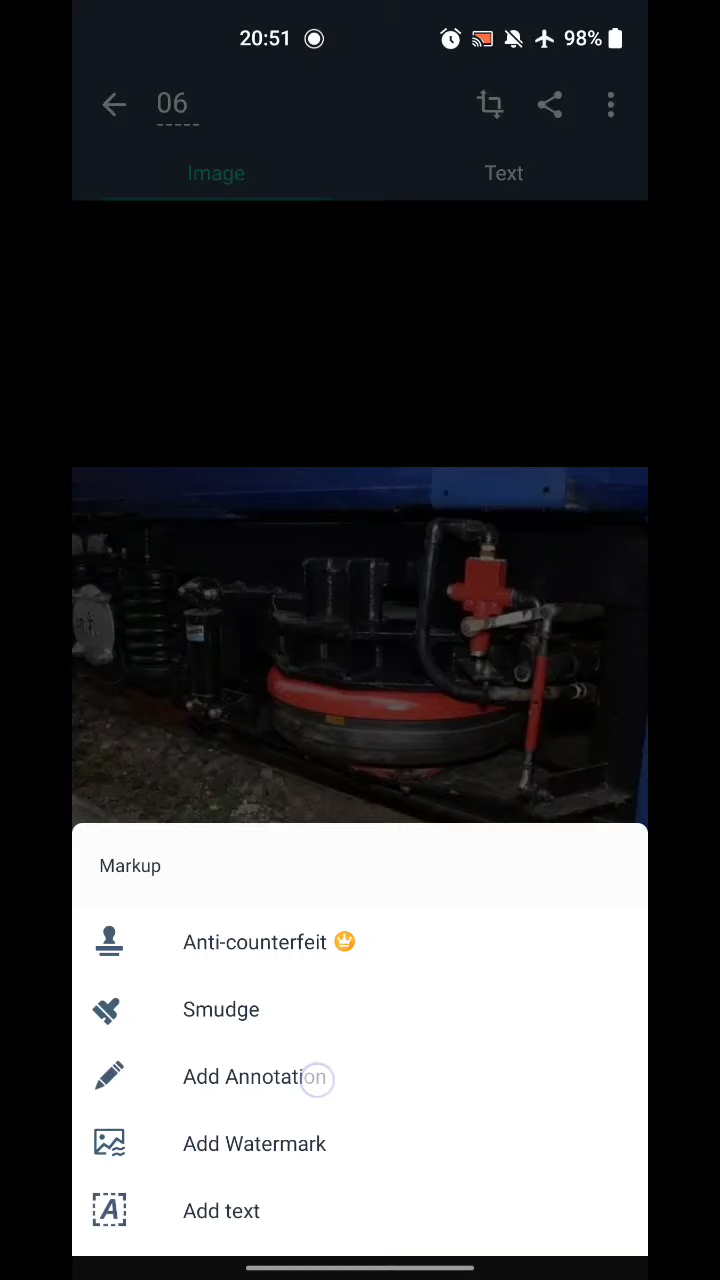 20:51 98%
06
Image Text
Markup
Anti-counterfeit
Smudge
Add Annotation
Add Watermark
Add text